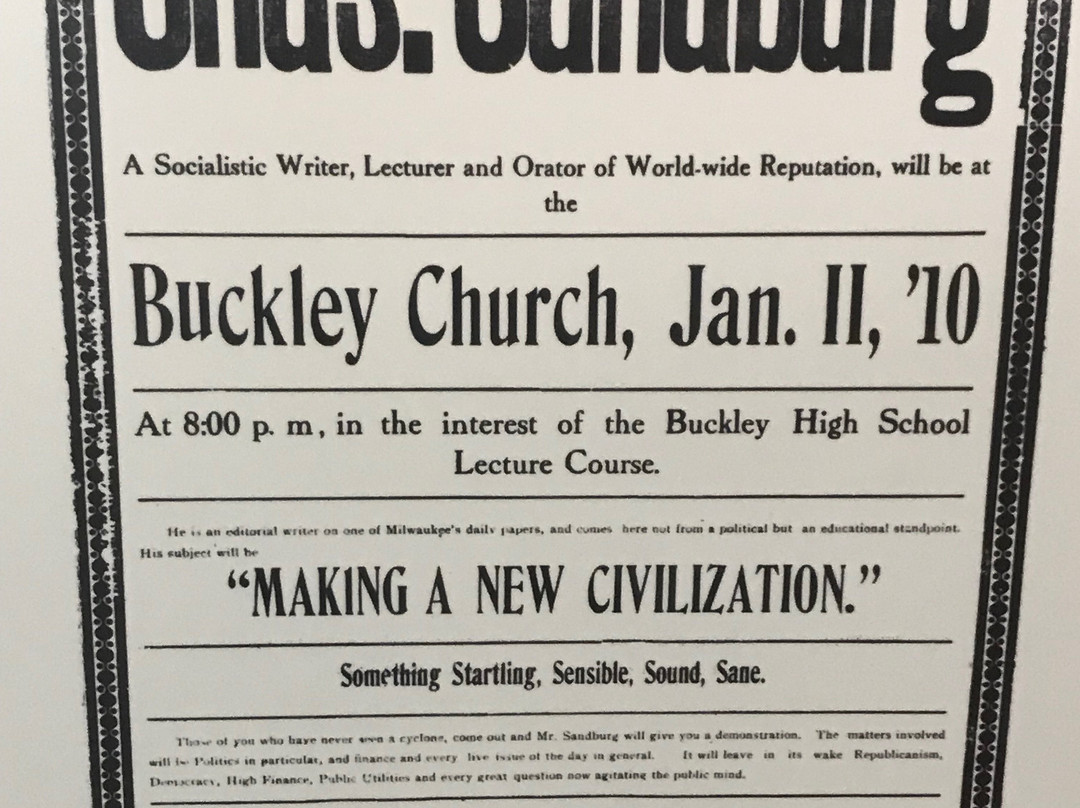 Chas. Sandburg
A Socialistic Writer, Lecturer and Orator of World-wide Reputation, will be at
the
Buckley Church, Jan. 11, '10
At 8:00 p. m, in the interest of the Buckley High School
Lecture Course.
He is an editorial writer on one of Milwaukee's daily papers, and comes here not from a political but an educational standpoint.
His subject will be
“MAKING A NEW CIVILIZATION.”
Something Startling, Sensible, Sound, Sane.
Those of you who have never seen a cyclone, come out and Mr. Sandburg will give you a demonstration. The matters involved
will be Politics in particular, and finance and every live issue of the day in general. It will leave in its wake Republicanism,
Democracy, High Finance, Public Utilities and every great question now agitating the public mind.